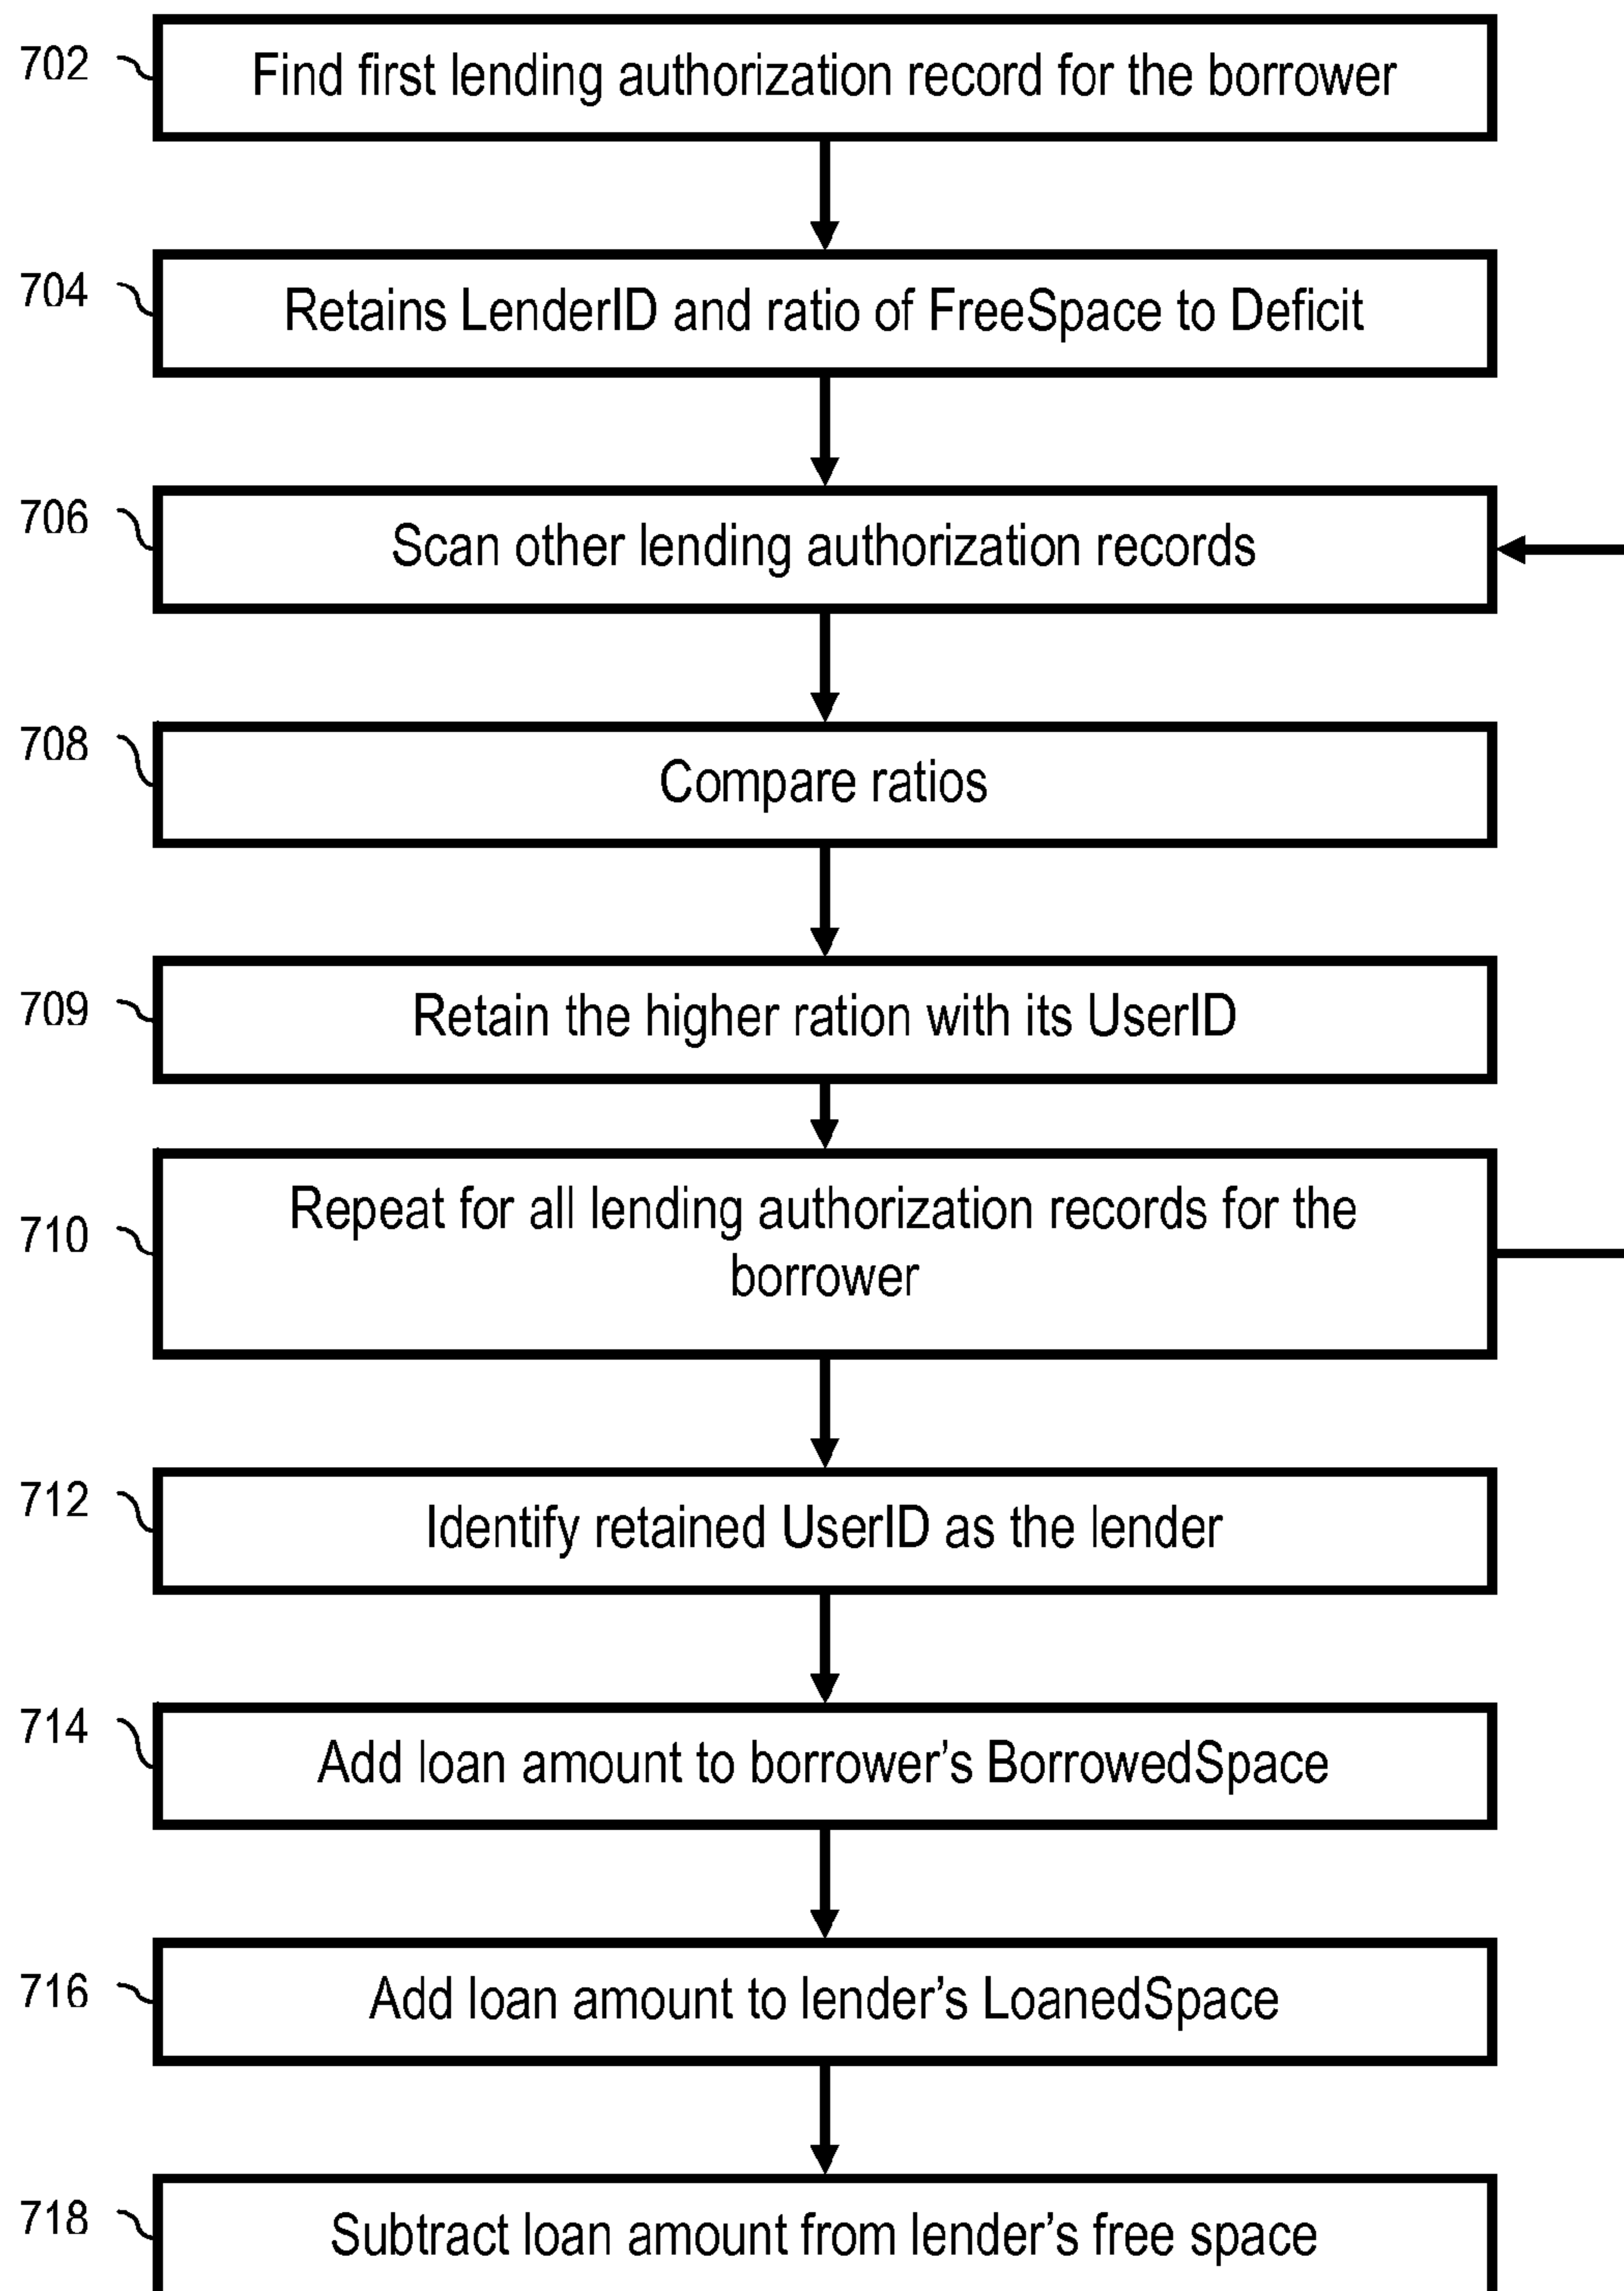 702
Find first lending authorization record for the borrower
704
Retains LenderID and ratio of FreeSpace to Deficit
706
Scan other lending authorization records
708
Compare ratios
709
Retain the higher ration with its UserID
710
Repeat for all lending authorization records for the
borrower
712
Identify retained UserID as the lender
714
Add loan amount to borrower's BorrowedSpace
716
Add loan amount to lender's LoanedSpace
718
Subtract loan amount from lender's free space